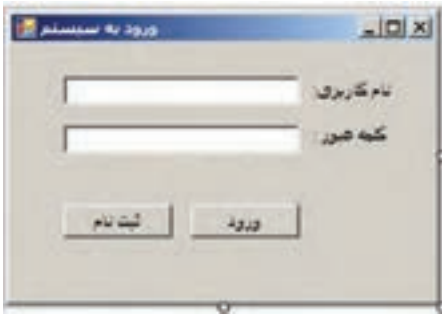 ورود به سیستم
نام کاربری:
کلمه عبور :
ورود
ثبت نام